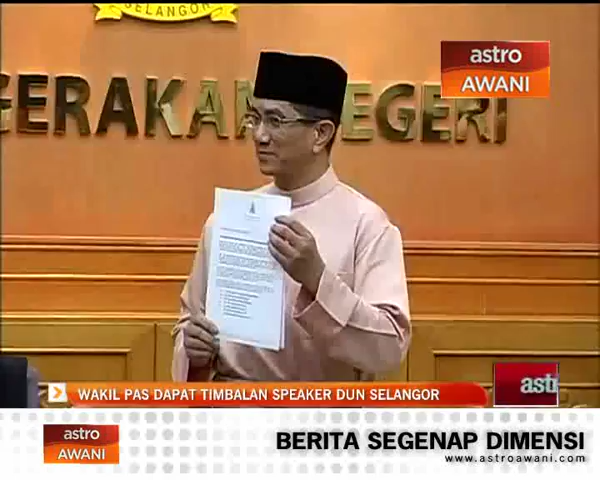 SELANGOR
GERAKAN NEGERI
astro
AWANI
WAKIL PAS DAPAT TIMBALAN SPEAKER DUN SELANGOR
astr
astro
AWANI
BERITA SEGENAP DIMENSI
www.astroawani.com